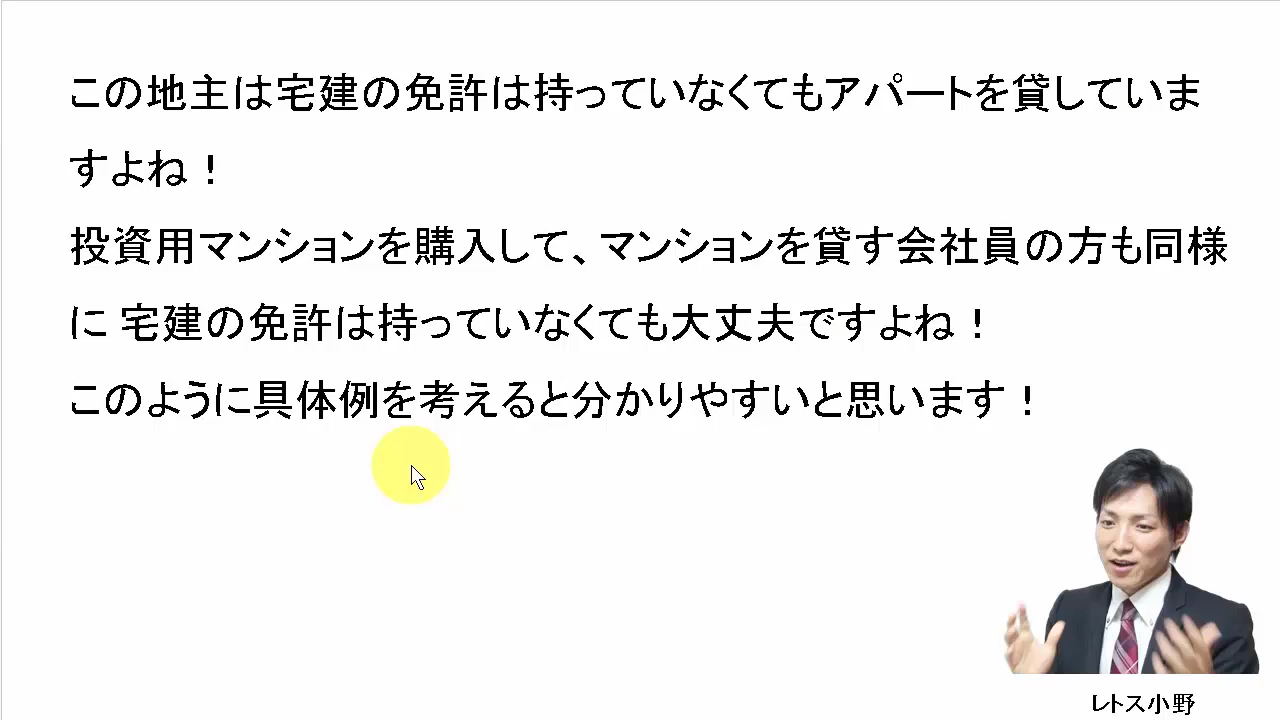 この地主は宅建の免許は持っていなくてもアパートを貸していま
すよね！
投資用マンションを購入して、マンションを貸す会社員の方も同様
に 宅建の免許は持っていなくても大丈夫ですよね！
このように具体例を考えると分かりやすいと思います！
レトス小野